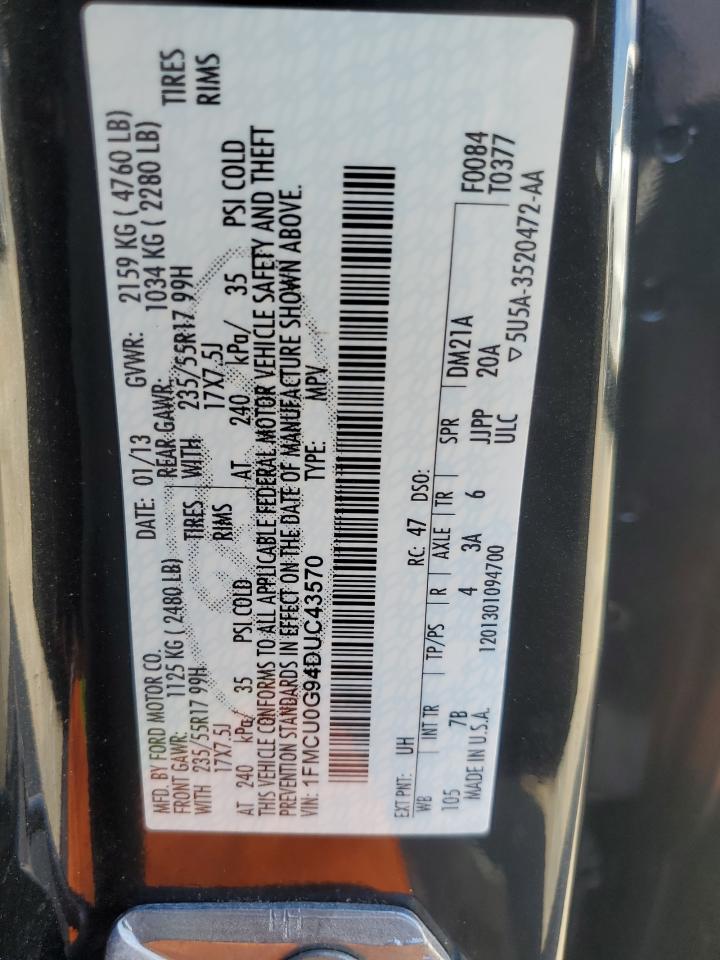 MFD. BY FORD MOTOR CO. DATE: 01/13 GVWR: 2159 KG ( 4760 LB)
FRONT GAWR: 1125 KG ( 2480 LB) REAR GAWR: 1034 KG ( 2280 LB)
WITH 235/55R17 99H TIRES WITH 235/55R17 99H TIRES
17X7.5J RIMS 17X7.5J RIMS
AT 240 kPa/ 35 PSI COLD AT 240 kPa/ 35 PSI COLD
THIS VEHICLE CONFORMS TO ALL APPLICABLE FEDERAL MOTOR VEHICLE SAFETY AND THEFT
PREVENTION STANDARDS IN EFFECT ON THE DATE OF MANUFACTURE SHOWN ABOVE.
VIN: 1FMCU0G94DUC43570 TYPE: MPV
EXT PNT: UH RC: 47 DSO: F0084
WB INT TR TP/PS R AXLE TR SPR DM21A T0377
105 7B 4 3A 6 JJPP 20A
MADE IN U.S.A. 1201301094700 ULC ▽5U5A-3520472-AA